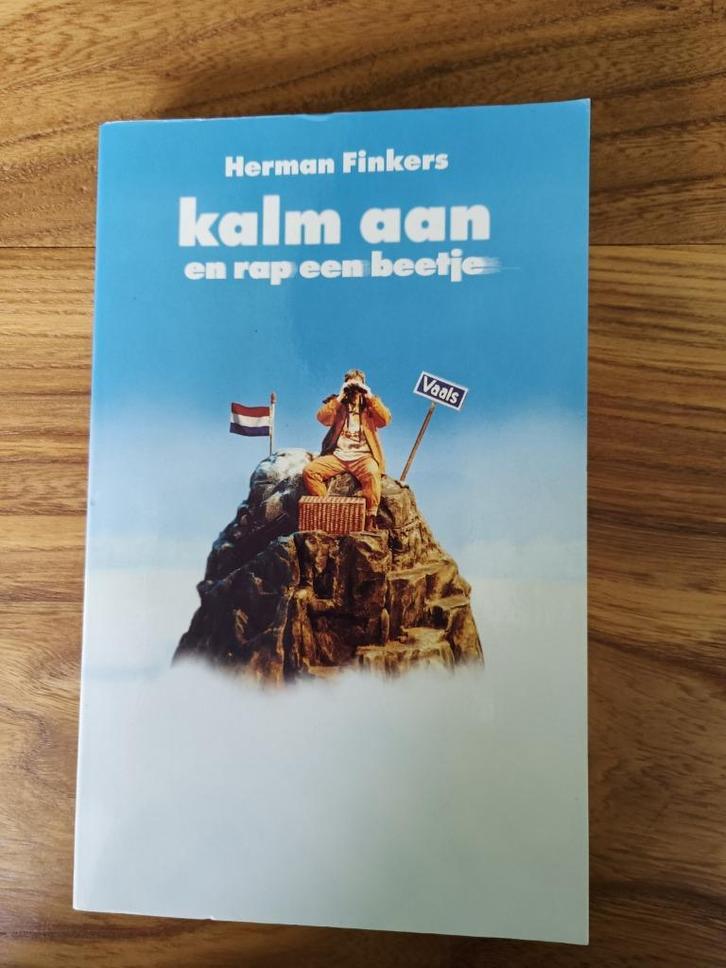 Herman Finkers
kalm aan
en rap een beetje
Vaals